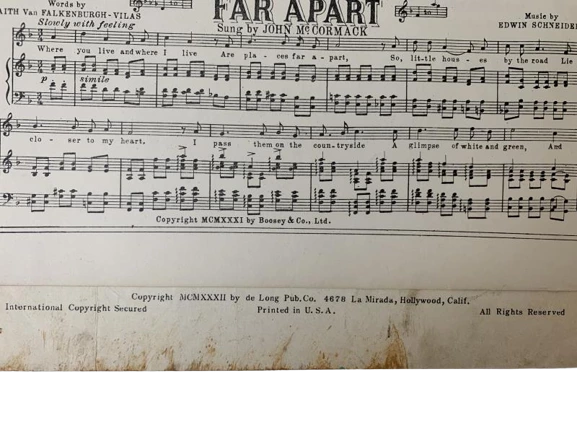 Words by
FAITH Van FALKENBURGH-VILAS
FAR APART
Sung by JOHN McCORMACK
Music by
EDWIN SCHNEIDER
Slowly with feeling
Where you live and where I live Are pla-ces far a-part, So, lit-tle hous-es by the road Lie
p simile
clo-ser to my heart. I pass them on the coun-tryside A glimpse of white and green, And
Copyright MCMXXXI by Boosey & Co., Ltd.
Copyright MCMXXXII by de Long Pub. Co. 4678 La Mirada, Hollywood, Calif.
International Copyright Secured Printed in U.S.A. All Rights Reserved